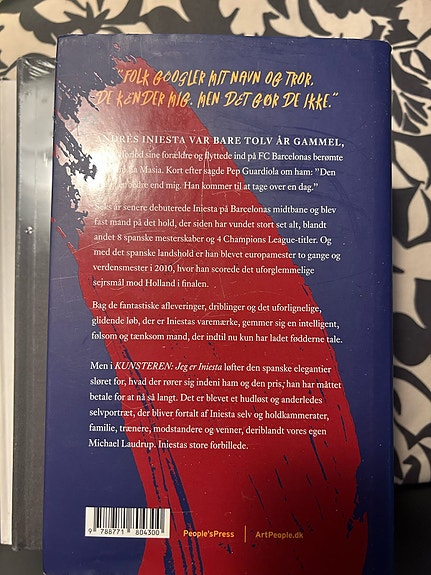 "FOLK GOOGLER MIT NAVN OG TROR,
DE KENDER MIG. MEN DET GØR DE IKKE."
ANDRÉS INIESTA VAR BARE TOLV ÅR GAMMEL,
sine forældre og flyttede ind på FC Barcelonas berømte
Masia. Kort efter sagde Pep Guardiola om ham: "Den
end mig. Han kommer til at tage over en dag."
Seks år senere debuterede Iniesta på Barcelonas midtbane og blev
fast mand på det hold, der siden har vundet stort set alt, blandt
andet 8 spanske mesterskaber og 4 Champions League-titler. Og
med det spanske landshold er han blevet europamester to gange og
verdensmester i 2010, hvor han scorede det uforglemmelige
sejrsmål mod Holland i finalen.
Bag de fantastiske afleveringer, driblinger og det uforlignelige,
glidende løb, der er Iniestas varemærke, gemmer sig en intelligent,
følsom og tænksom mand, der indtil nu kun har ladet fødderne tale.
Men i KUNSTEREN: Jeg er Iniesta løfter den spanske elegantier
sløret for, hvad der rører sig indeni ham og den pris, han har måttet
betale for at nå så langt. Det er blevet et hudløst og anderledes
selvportræt, der bliver fortalt af Iniesta selv og holdkammerater,
familie, trænere, modstandere og venner, deriblandt vores egen
Michael Laudrup. Iniestas store forbillede.
9 788771 804300
People'sPress | ArtPeople.dk